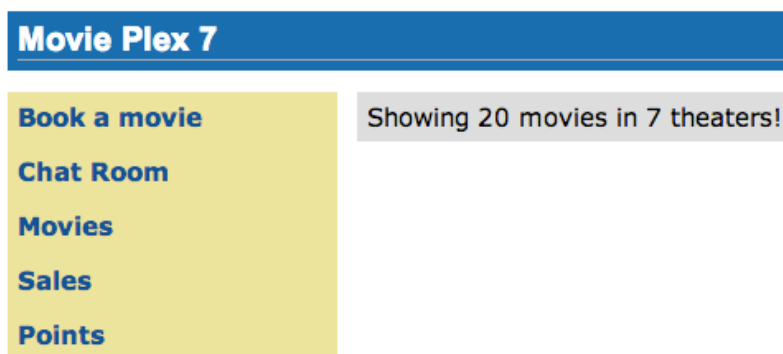 Movie Plex 7
Book a movie
Chat Room
Movies
Sales
Points
Showing 20 movies in 7 theaters!